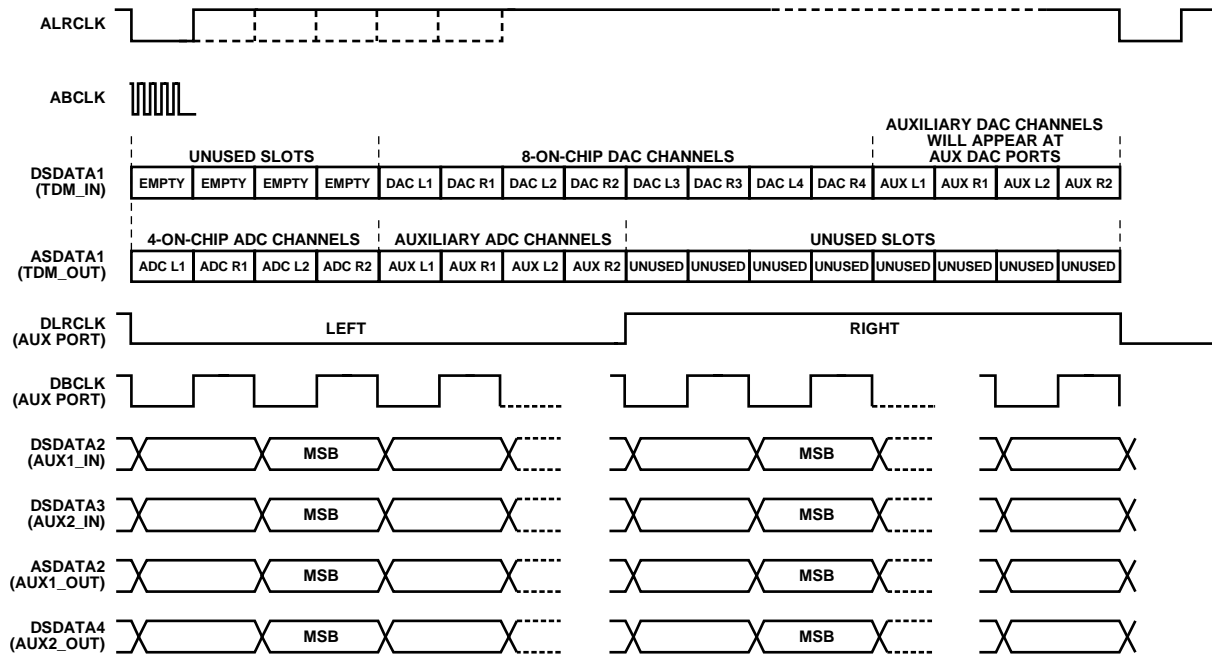 ALRCLK
ABCLK
AUXILIARY DAC CHANNELS
WILL APPEAR AT
AUX DAC PORTS
UNUSED SLOTS
8-ON-CHIP DAC CHANNELS
DSDATA1
(TDM_IN)
EMPTY EMPTY EMPTY EMPTY DAC L1 DAC R1 DAC L2 DAC R2 DAC L3 DAC R3 DAC L4 DAC R4 AUX L1 AUX R1 AUX L2 AUX R2
4-ON-CHIP ADC CHANNELS
AUXILIARY ADC CHANNELS
UNUSED SLOTS
ASDATA1
(TDM_OUT)
ADC L1 ADC R1 ADC L2 ADC R2 AUX L1 AUX R1 AUX L2 AUX R2 UNUSED UNUSED UNUSED UNUSED UNUSED UNUSED UNUSED UNUSED
DLRCLK
(AUX PORT)
LEFT
RIGHT
DBCLK
(AUX PORT)
DSDATA2
(AUX1_IN)
MSB
MSB
DSDATA3
(AUX2_IN)
MSB
MSB
ASDATA2
(AUX1_OUT)
MSB
MSB
DSDATA4
(AUX2_OUT)
MSB
MSB